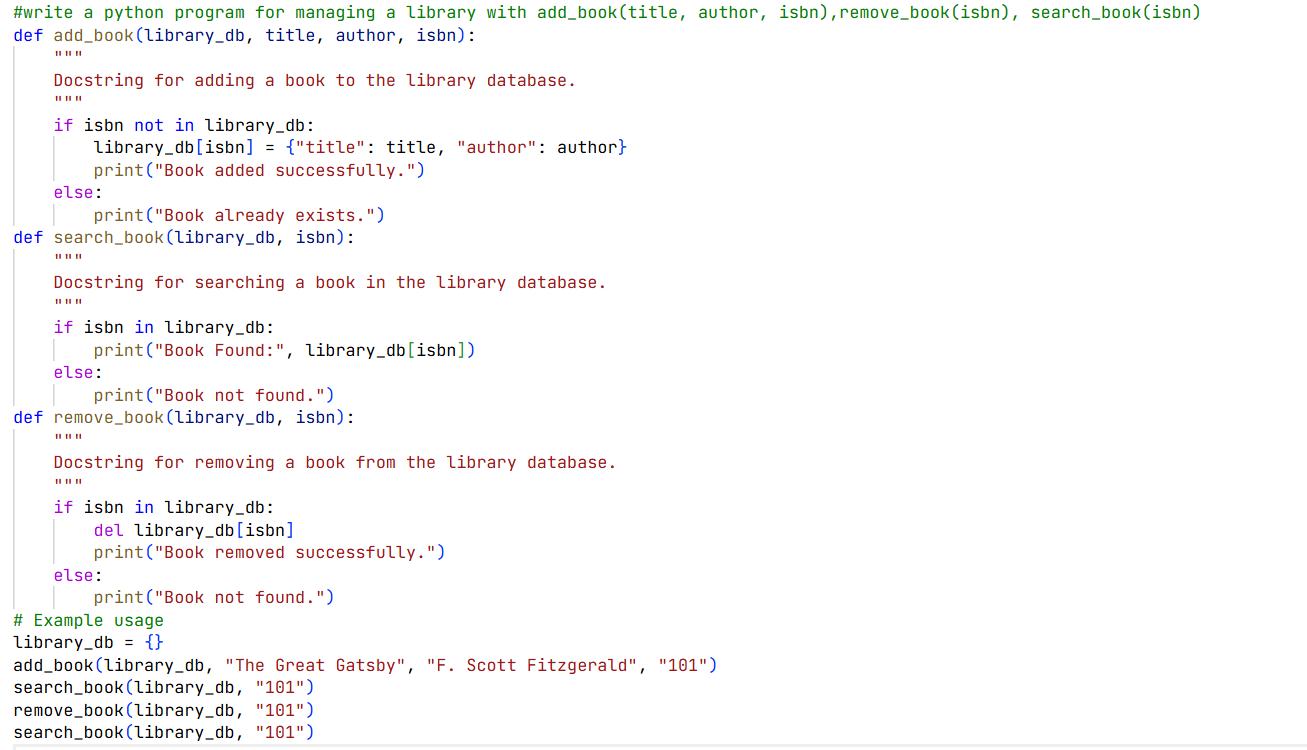 #write a python program for managing a library with add_book(title, author, isbn),remove_book(isbn), search_book(isbn)
def add_book(library_db, title, author, isbn):
    """
    Docstring for adding a book to the library database.
    """
    if isbn not in library_db:
        library_db[isbn] = {"title": title, "author": author}
        print("Book added successfully.")
    else:
        print("Book already exists.")
def search_book(library_db, isbn):
    """
    Docstring for searching a book in the library database.
    """
    if isbn in library_db:
        print("Book Found:", library_db[isbn])
    else:
        print("Book not found.")
def remove_book(library_db, isbn):
    """
    Docstring for removing a book from the library database.
    """
    if isbn in library_db:
        del library_db[isbn]
        print("Book removed successfully.")
    else:
        print("Book not found.")
# Example usage
library_db = {}
add_book(library_db, "The Great Gatsby", "F. Scott Fitzgerald", "101")
search_book(library_db, "101")
remove_book(library_db, "101")
search_book(library_db, "101")